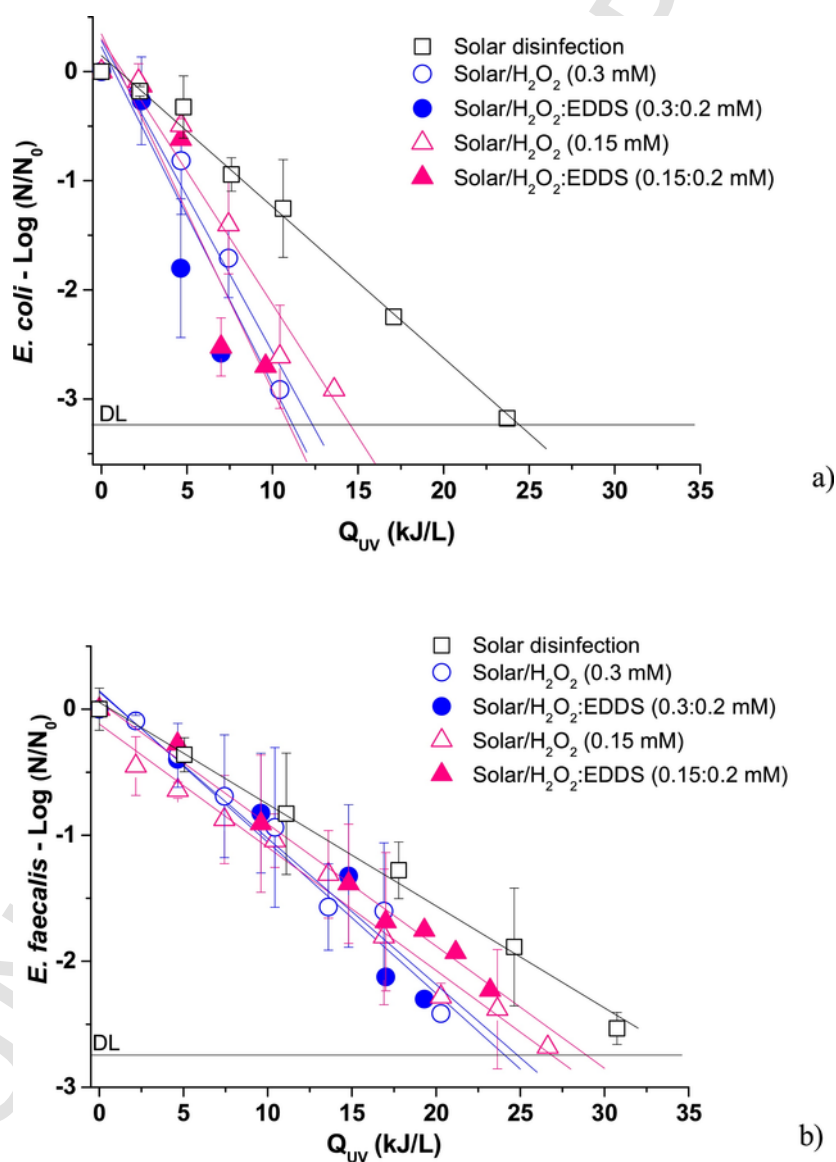 0
-1
-2
-3
E. coli - Log (N/N₀)
Solar disinfection
Solar/H₂O₂ (0.3 mM)
Solar/H₂O₂:EDDS (0.3:0.2 mM)
Solar/H₂O₂ (0.15 mM)
Solar/H₂O₂:EDDS (0.15:0.2 mM)
DL
0 5 10 15 20 25 30 35
Q_UV (kJ/L)
a)
0
-1
-2
-3
E. faecalis - Log (N/N₀)
Solar disinfection
Solar/H₂O₂ (0.3 mM)
Solar/H₂O₂:EDDS (0.3:0.2 mM)
Solar/H₂O₂ (0.15 mM)
Solar/H₂O₂:EDDS (0.15:0.2 mM)
DL
0 5 10 15 20 25 30 35
Q_UV (kJ/L)
b)